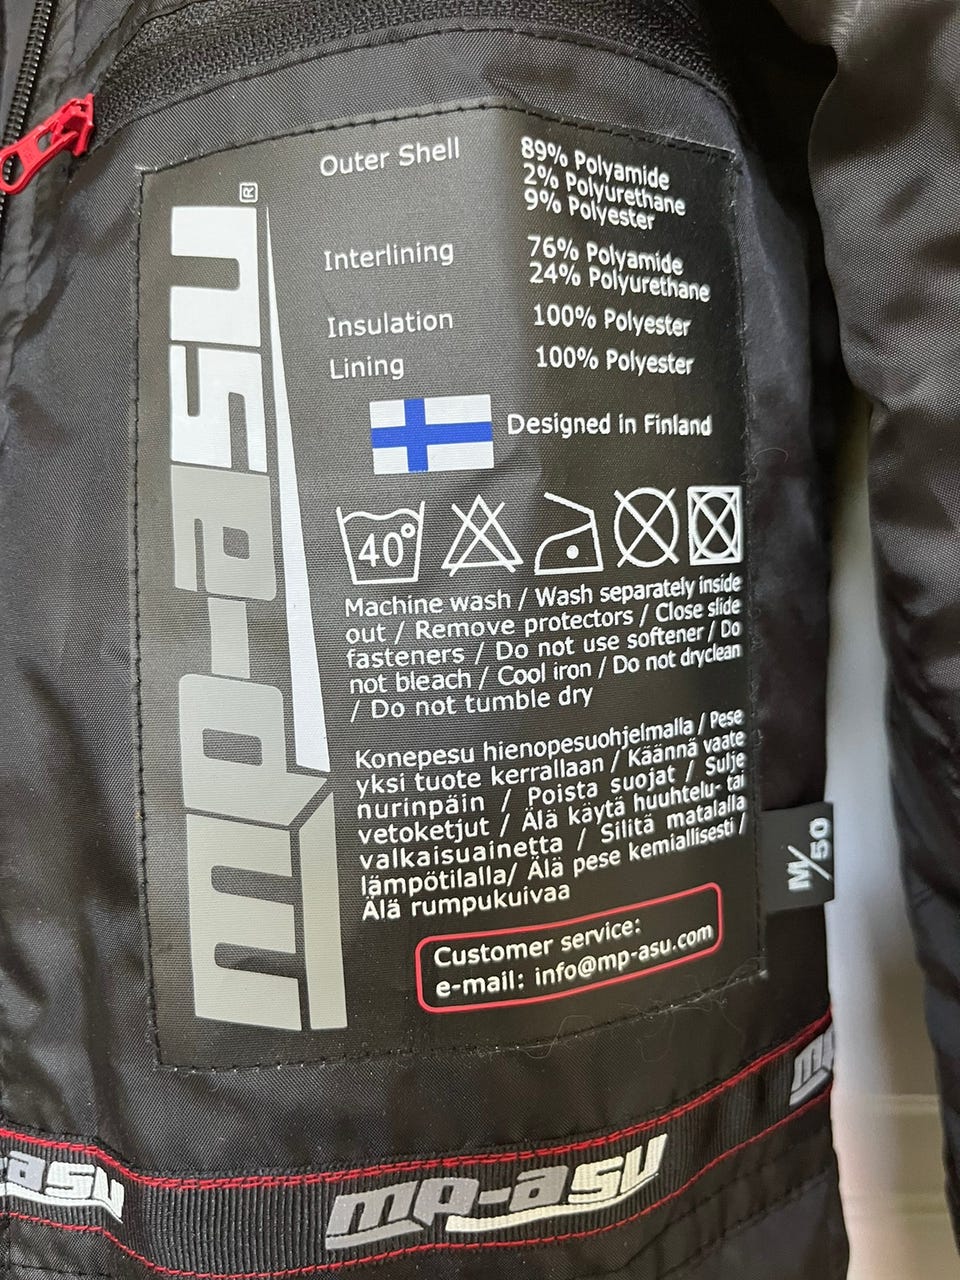 Outer Shell
89% Polyamide
2% Polyurethane
9% Polyester
Interlining
76% Polyamide
24% Polyurethane
Insulation
100% Polyester
Lining
100% Polyester
mp-asu®
Designed in Finland
40°
Machine wash / Wash separately inside
out / Remove protectors / Close slide
fasteners / Do not use softener / Do
not bleach / Cool iron / Do not dryclean
/ Do not tumble dry
Konepesu hienopesuohjelmalla / Pese
yksi tuote kerrallaan / Käännä vaate
nurinpäin / Poista suojat / Sulje
vetoketjut / Älä käytä huuhtelu- tai
valkaisuainetta / Silitä matalalla
lämpötilalla/ Älä pese kemiallisesti /
Älä rumpukuivaa
M/50
Customer service:
e-mail: info@mp-asu.com
mp
-asu
mp-asu